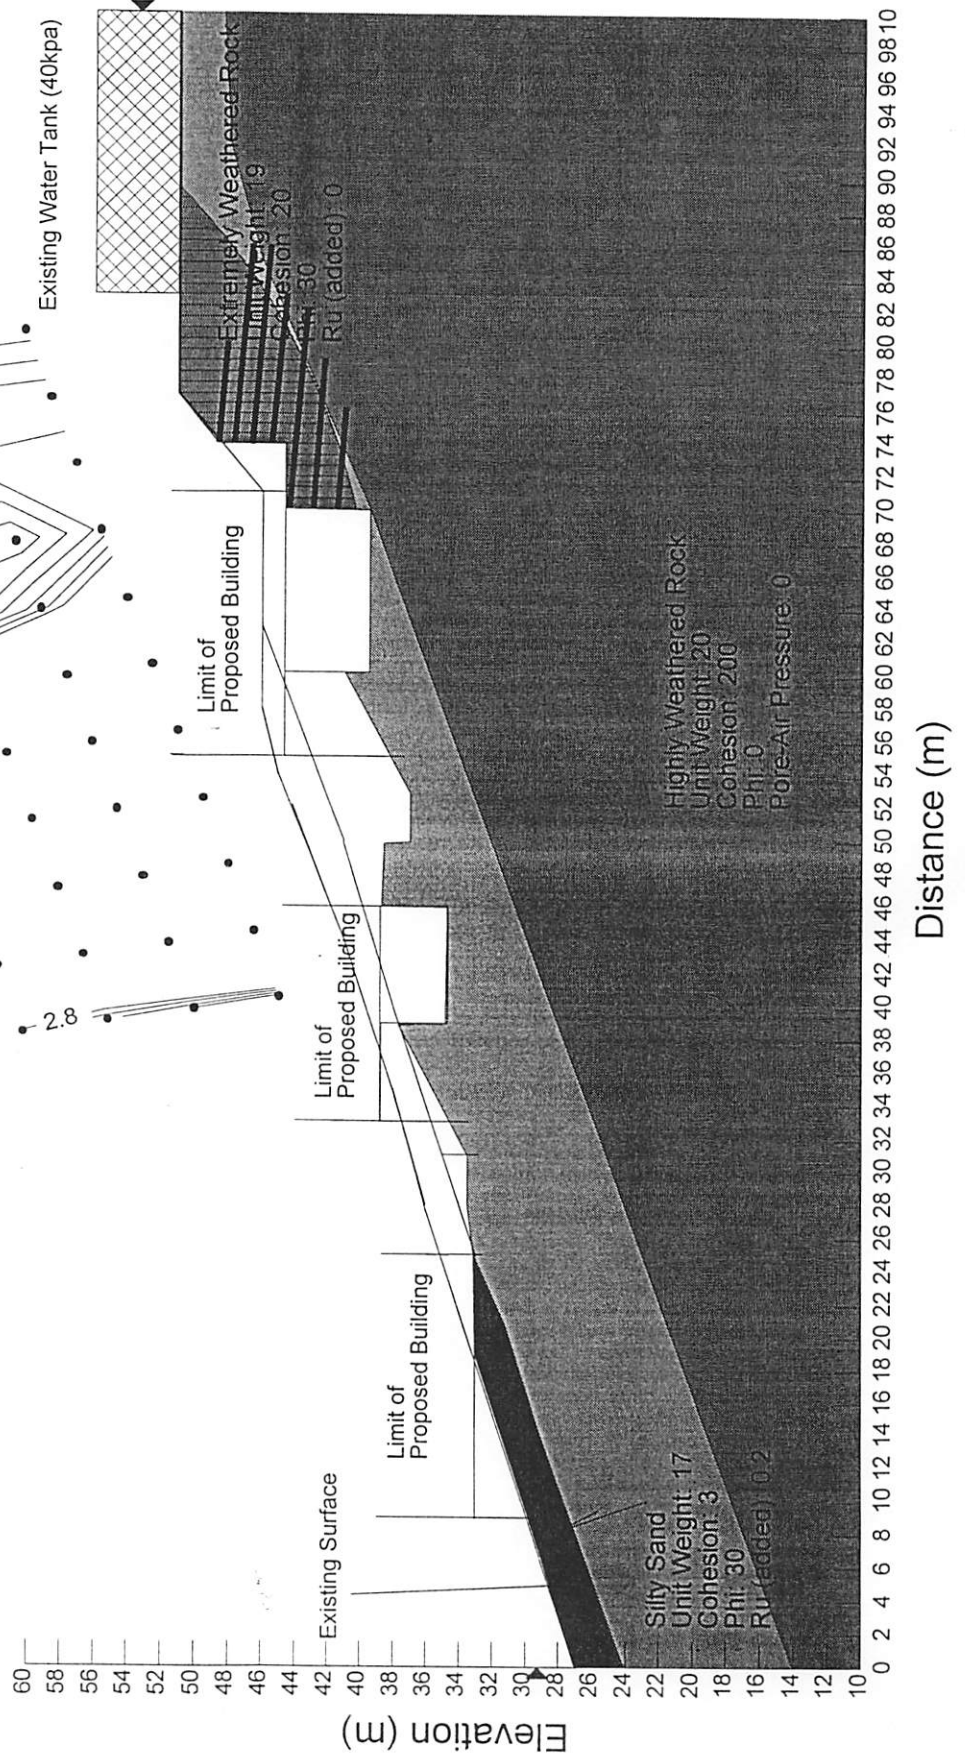 Existing Water Tank (40kpa)
Extremely Weathered Rock
Unit Weight: 19
Cohesion: 20
Phi: 30
Ru (added): 0
2.8
Limit of
Proposed Building
Limit of
Proposed Building
Limit of
Proposed Building
Existing Surface
Highly Weathered Rock
Unit Weight: 20
Cohesion: 200
Phi: 0
Pore-Air Pressure: 0
Silty Sand
Unit Weight: 17
Cohesion: 3
Phi: 30
Ru (added): 0.2
60 58 56 54 52 50 48 46 44 42 40 38 36 34 32 30 28 26 24 22 20 18 16 14 12 10
Elevation (m)
0 2 4 6 8 10 12 14 16 18 20 22 24 26 28 30 32 34 36 38 40 42 44 46 48 50 52 54 56 58 60 62 64 66 68 70 72 74 76 78 80 82 84 86 88 90 92 94 96 98 10
Distance (m)